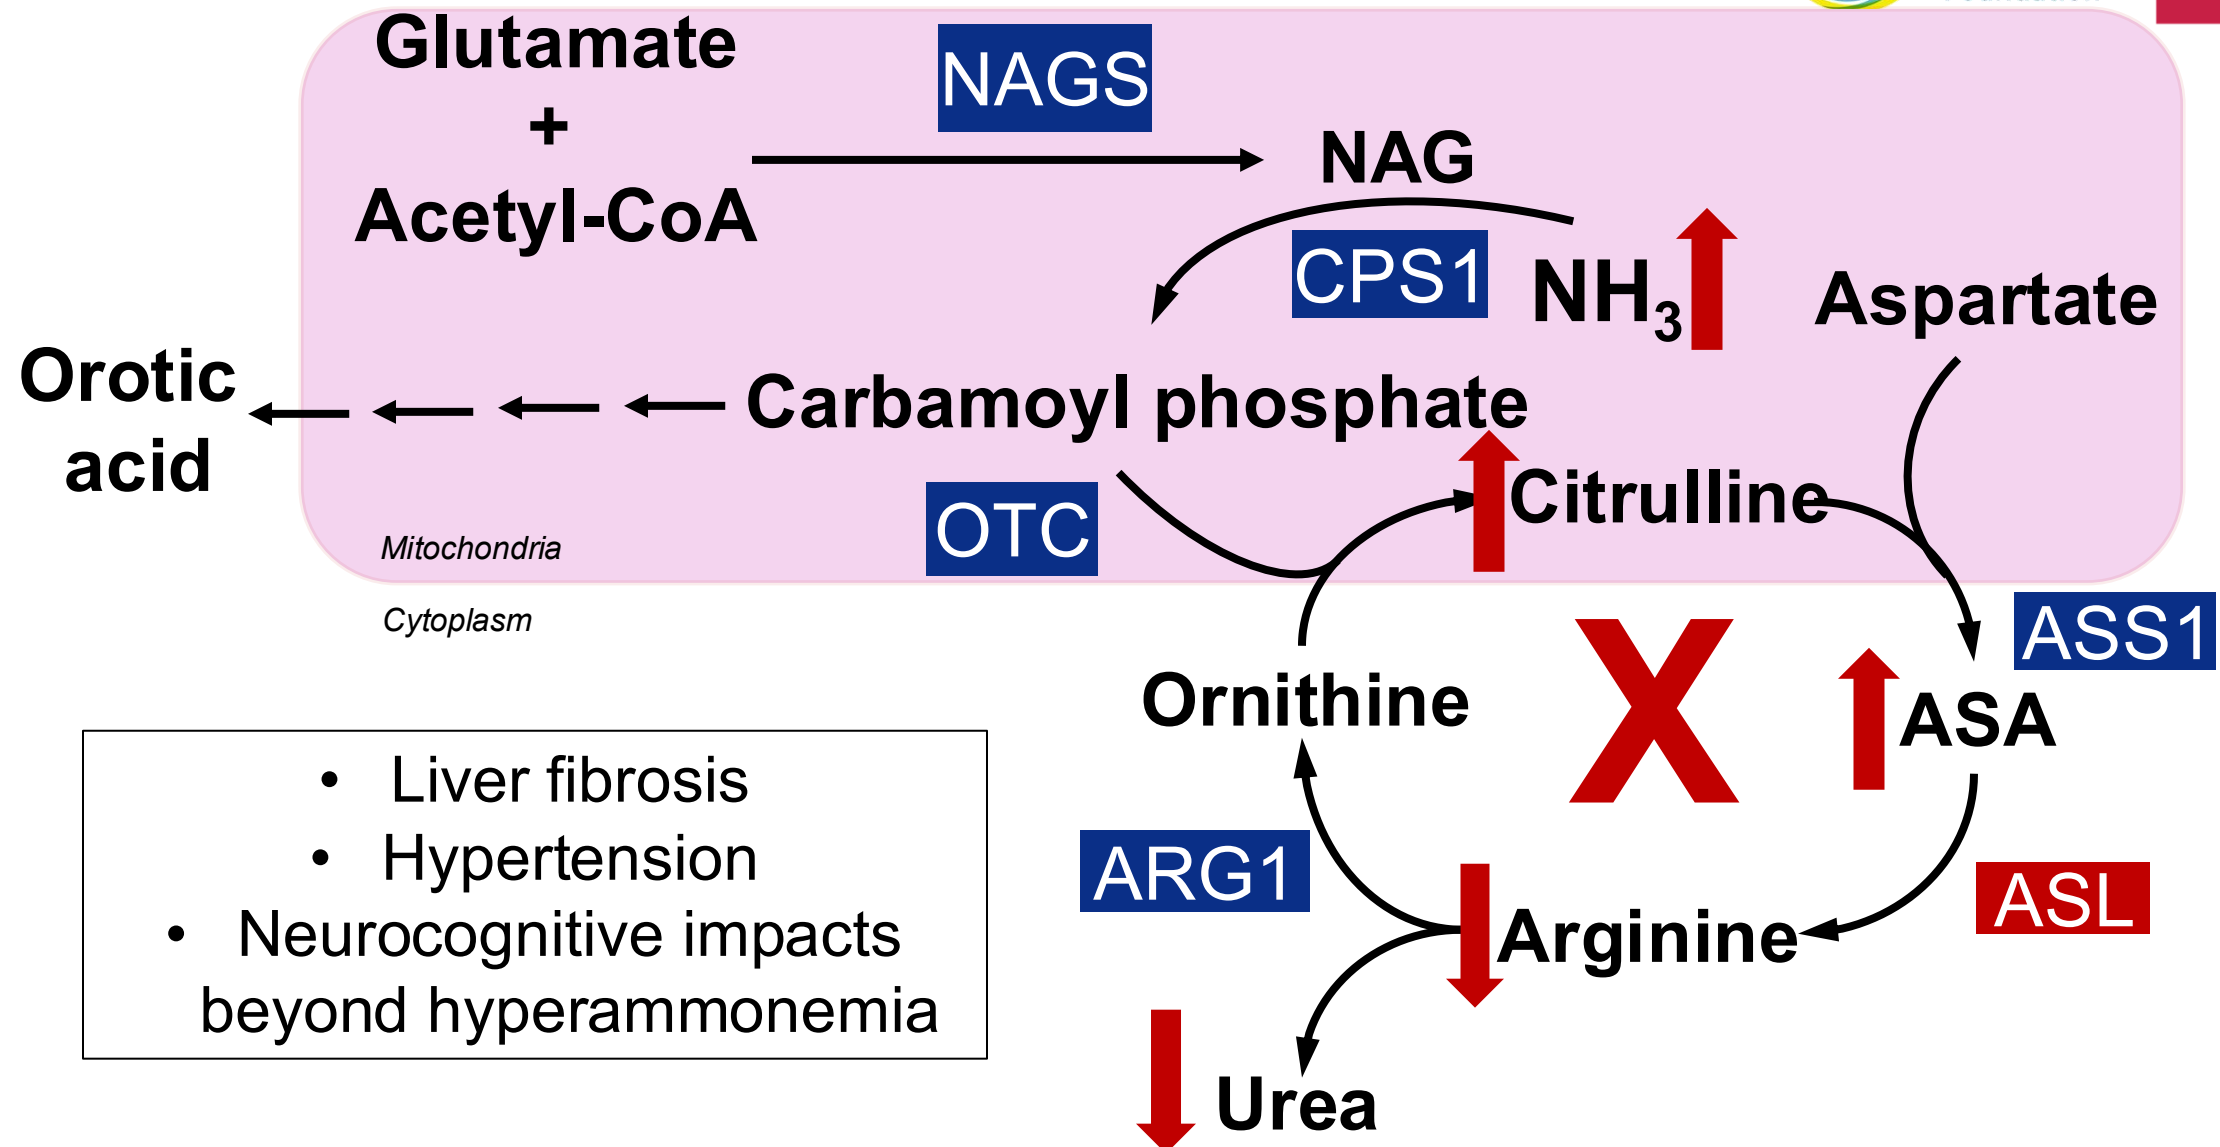 Glutamate
+
Acetyl-CoA
NAGS
NAG
CPS1
NH₃
Aspartate
Orotic
acid
Carbamoyl phosphate
OTC
Citrulline
Mitochondria
Cytoplasm
ASS1
Ornithine
X
ASA
• Liver fibrosis
• Hypertension
• Neurocognitive impacts
beyond hyperammonemia
ARG1
ASL
Arginine
Urea